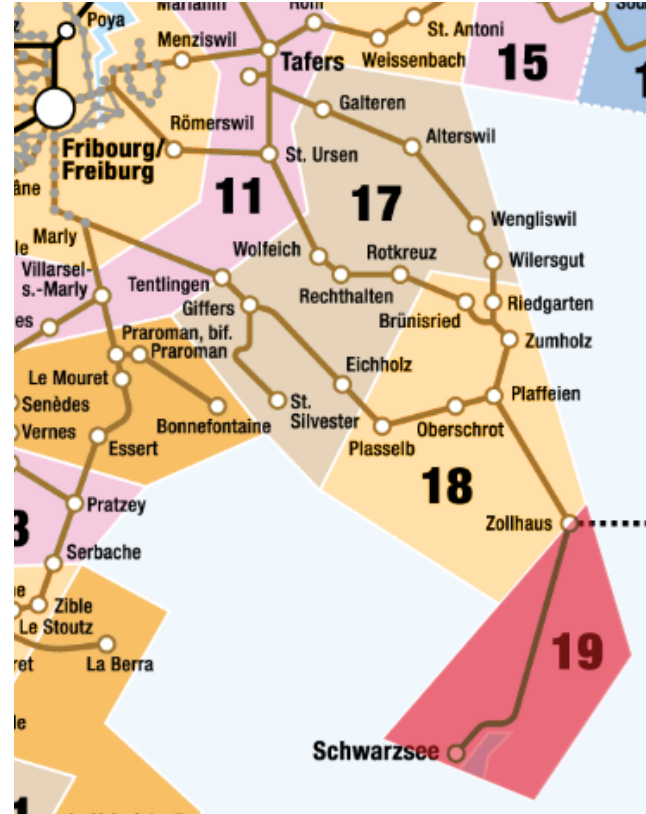 Poya
Menziswil
Tafers
St. Antoni
Weissenbach
15
Galteren
Römerswil
Alterswil
Fribourg/
Freiburg
St. Ursen
11
17
Wengliswil
Marly
Wolfeich
Rotkreuz
Wilersgut
Villarsel-
s.-Marly
Tentlingen
Rechthalten
Riedgarten
Giffers
Brünisried
Zumholz
Praroman, bif.
Praroman
Eichholz
Le Mouret
Plaffeien
Senèdes
Bonnefontaine
St.
Silvester
Oberschrot
Vernes
Essert
Plasselb
18
Pratzey
Zollhaus
Serbache
Zible
Le Stoutz
La Berra
19
Schwarzsee